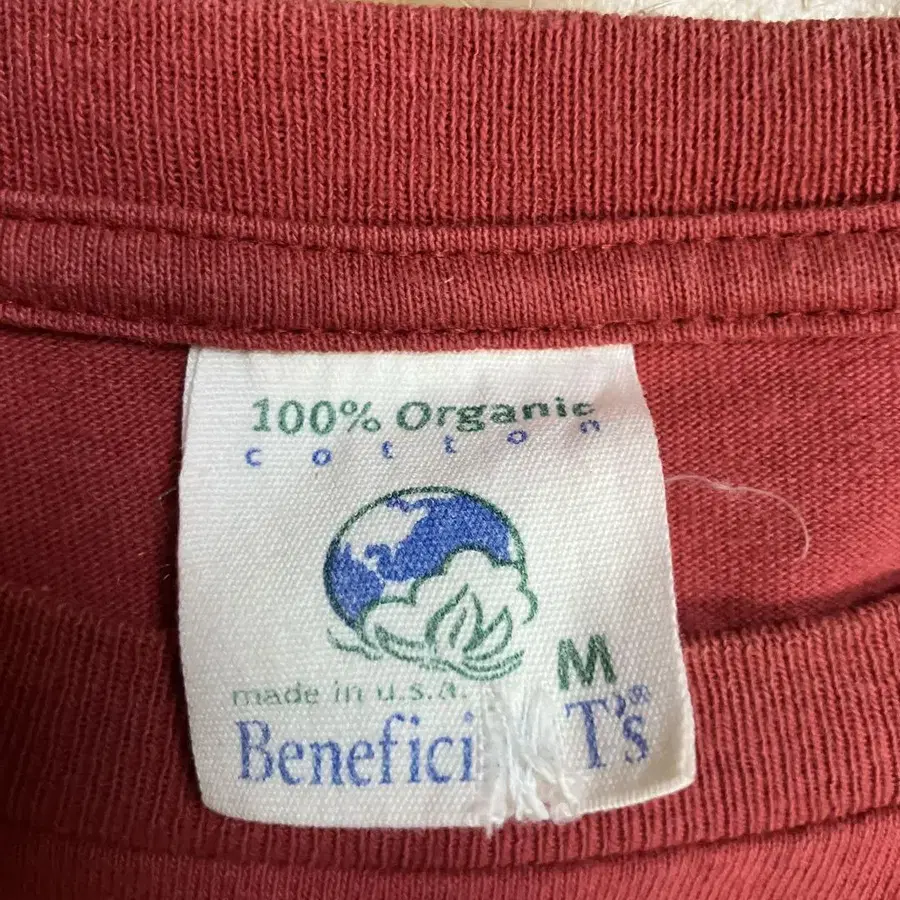 100% Organic
cotton
M
made in u.s.a.
Benefici T's®